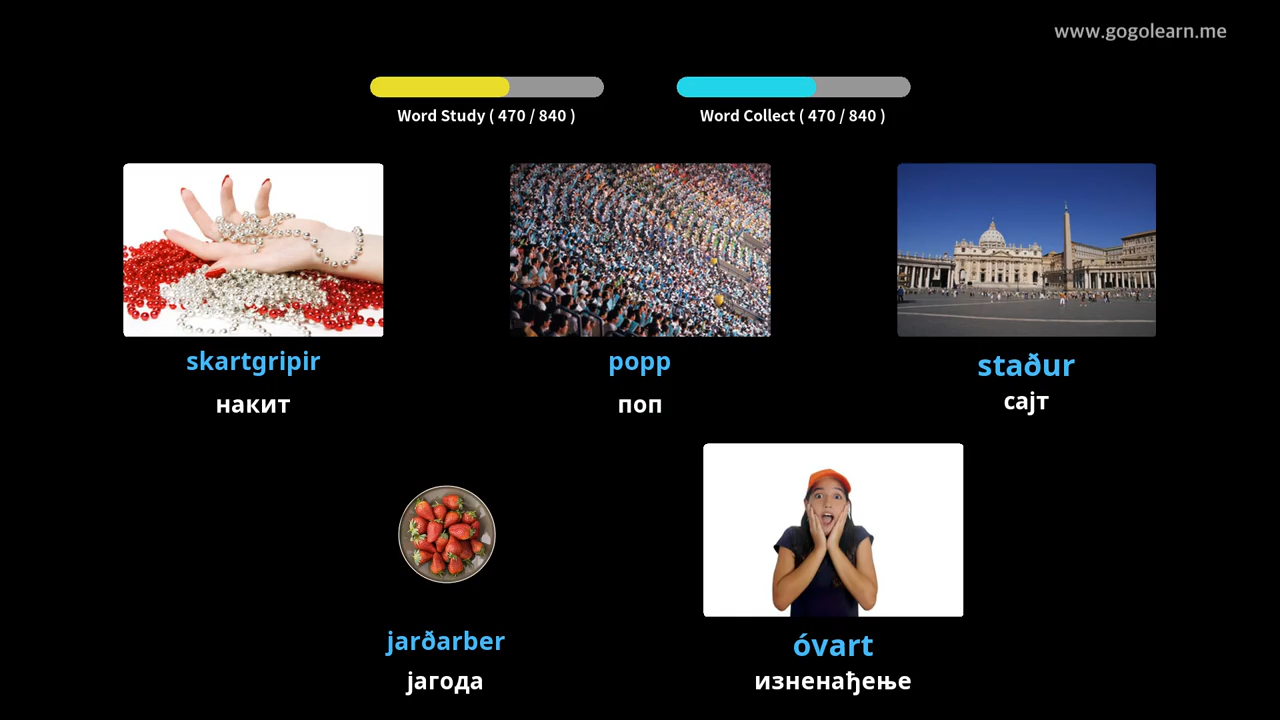 www.gogolearn.me
Word Study ( 470 / 840 )
Word Collect ( 470 / 840 )
skartgripir
накит
popp
поп
staður
сајт
jarðarber
јагода
óvart
изненађење